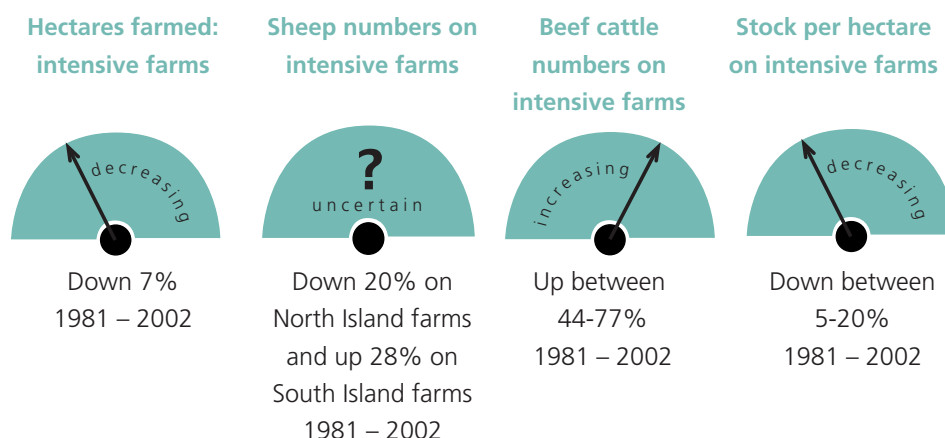 Hectares farmed:
intensive farms
decreasing
Down 7%
1981 – 2002
Sheep numbers on
intensive farms
?
uncertain
Down 20% on
North Island farms
and up 28% on
South Island farms
1981 – 2002
Beef cattle
numbers on
intensive farms
increasing
Up between
44-77%
1981 – 2002
Stock per hectare
on intensive farms
decreasing
Down between
5-20%
1981 – 2002